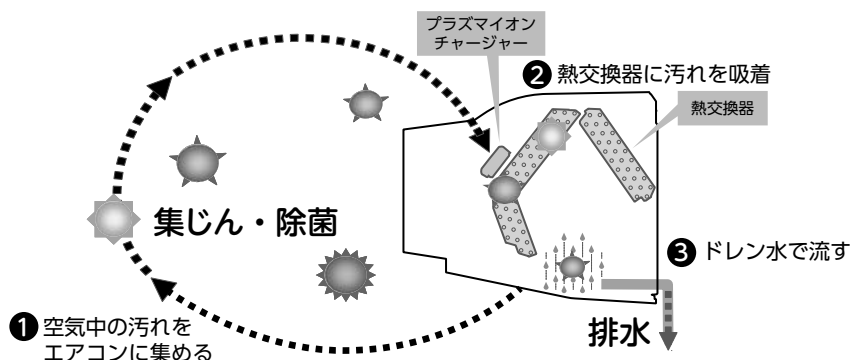 プラズマイオン
チャージャー
❷ 熱交換器に汚れを吸着
熱交換器
集じん・除菌
❸ ドレン水で流す
❶ 空気中の汚れを
エアコンに集める
排水